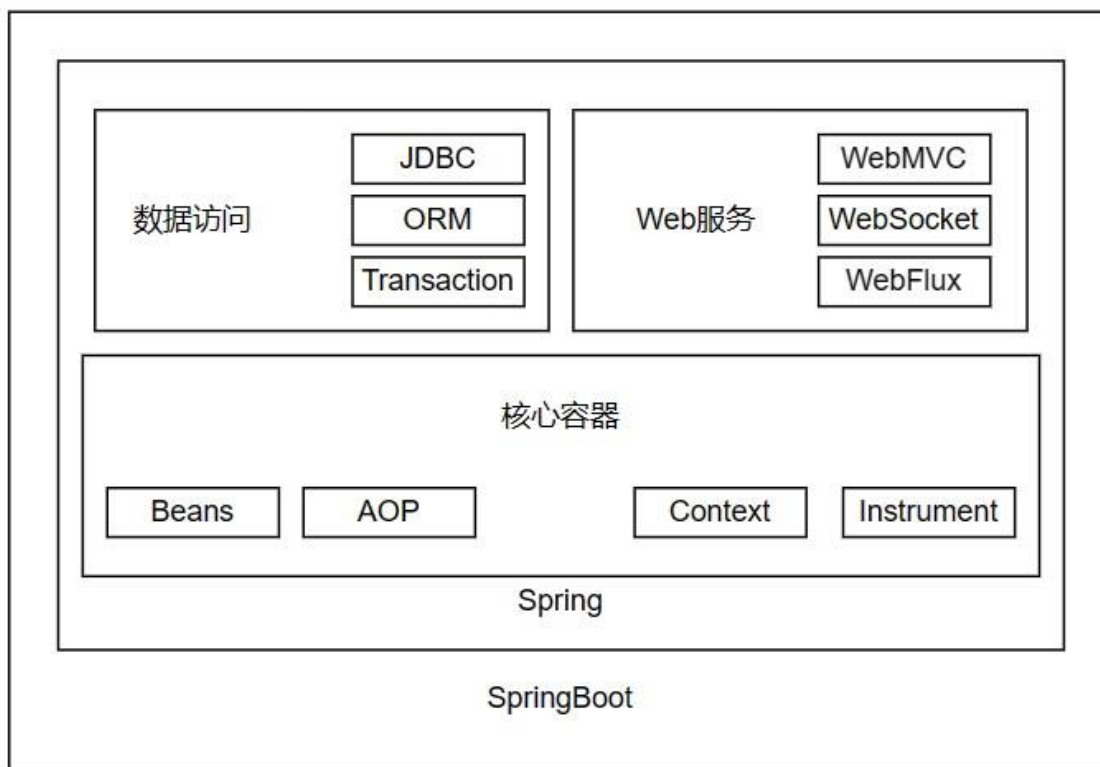 JDBC
WebMVC
数据访问
ORM
Web服务
WebSocket
Transaction
WebFlux
核心容器
Beans
AOP
Context
Instrument
Spring
SpringBoot